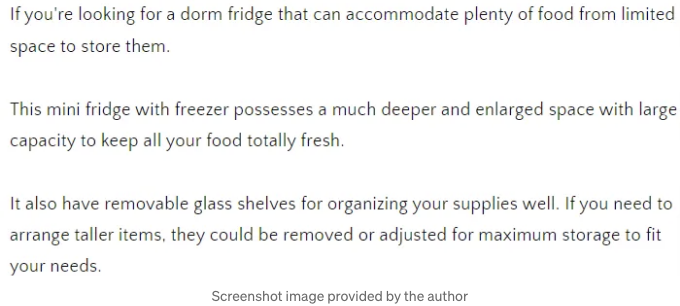 If you're looking for a dorm fridge that can accommodate plenty of food from limited
space to store them.
This mini fridge with freezer possesses a much deeper and enlarged space with large
capacity to keep all your food totally fresh.
It also have removable glass shelves for organizing your supplies well. If you need to
arrange taller items, they could be removed or adjusted for maximum storage to fit
your needs.
Screenshot image provided by the author